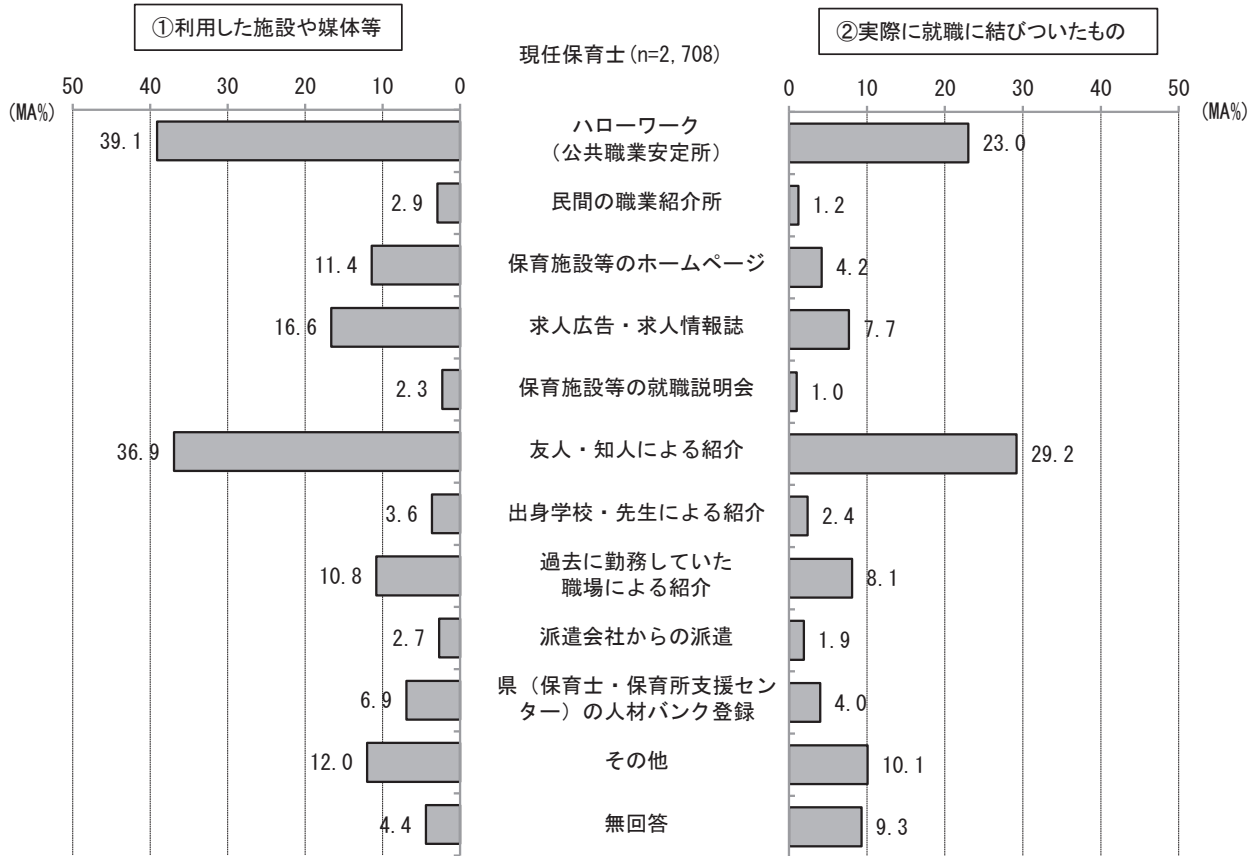 ①利用した施設や媒体等
②実際に就職に結びついたもの
現任保育士(n=2,708)
50 40 30 20 10 0
0 10 20 30 40 50
(MA%)
(MA%)
39.1 ハローワーク 23.0
（公共職業安定所）
2.9 民間の職業紹介所 1.2
11.4 保育施設等のホームページ 4.2
16.6 求人広告・求人情報誌 7.7
2.3 保育施設等の就職説明会 1.0
36.9 友人・知人による紹介 29.2
3.6 出身学校・先生による紹介 2.4
過去に勤務していた
10.8 職場による紹介 8.1
2.7 派遣会社からの派遣 1.9
県（保育士・保育所支援セン
6.9 ター）の人材バンク登録 4.0
12.0 その他 10.1
4.4 無回答 9.3